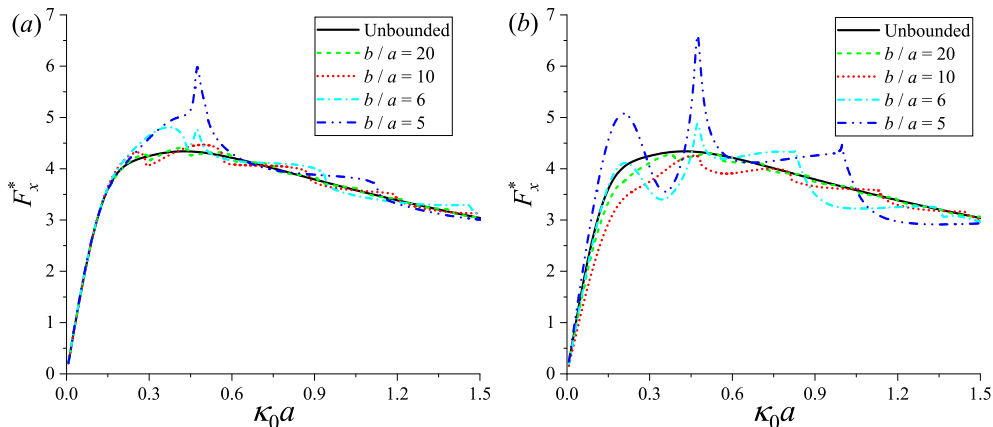 (a)
7
6
5
4
3
2
1
0
F*x
0.0 0.3 0.6 0.9 1.2 1.5
κ0a
Unbounded
b / a = 20
b / a = 10
b / a = 6
b / a = 5
(b)
7
6
5
4
3
2
1
0
F*x
0.0 0.3 0.6 0.9 1.2 1.5
κ0a
Unbounded
b / a = 20
b / a = 10
b / a = 6
b / a = 5